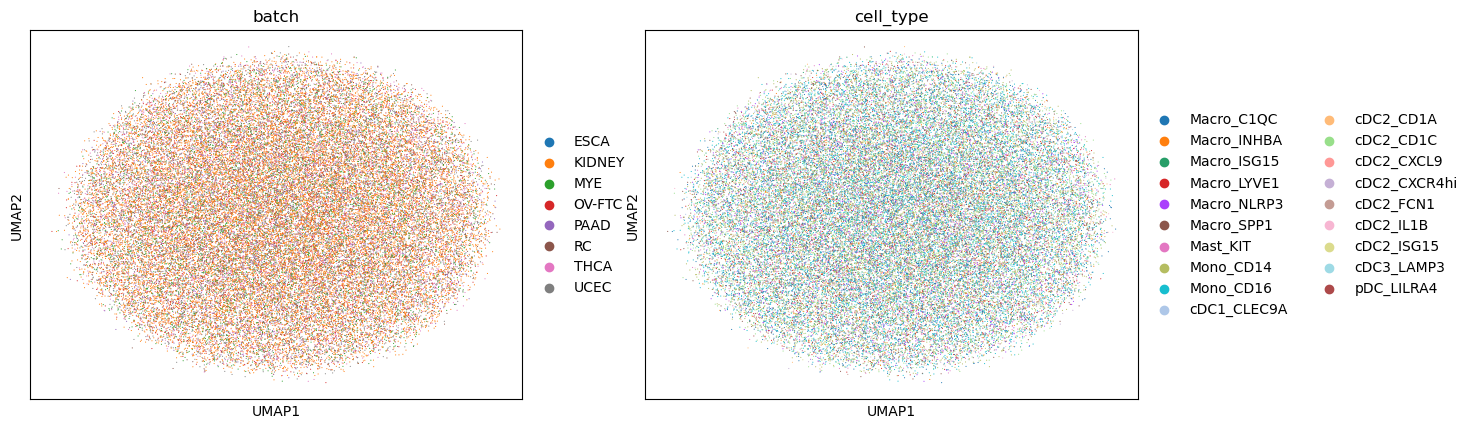 batch
UMAP2
UMAP1
ESCA
KIDNEY
MYE
OV-FTC
PAAD
RC
THCA
UCEC
cell_type
UMAP2
UMAP1
Macro_C1QC
Macro_INHBA
Macro_ISG15
Macro_LYVE1
Macro_NLRP3
Macro_SPP1
Mast_KIT
Mono_CD14
Mono_CD16
cDC1_CLEC9A
cDC2_CD1A
cDC2_CD1C
cDC2_CXCL9
cDC2_CXCR4hi
cDC2_FCN1
cDC2_IL1B
cDC2_ISG15
cDC3_LAMP3
pDC_LILRA4